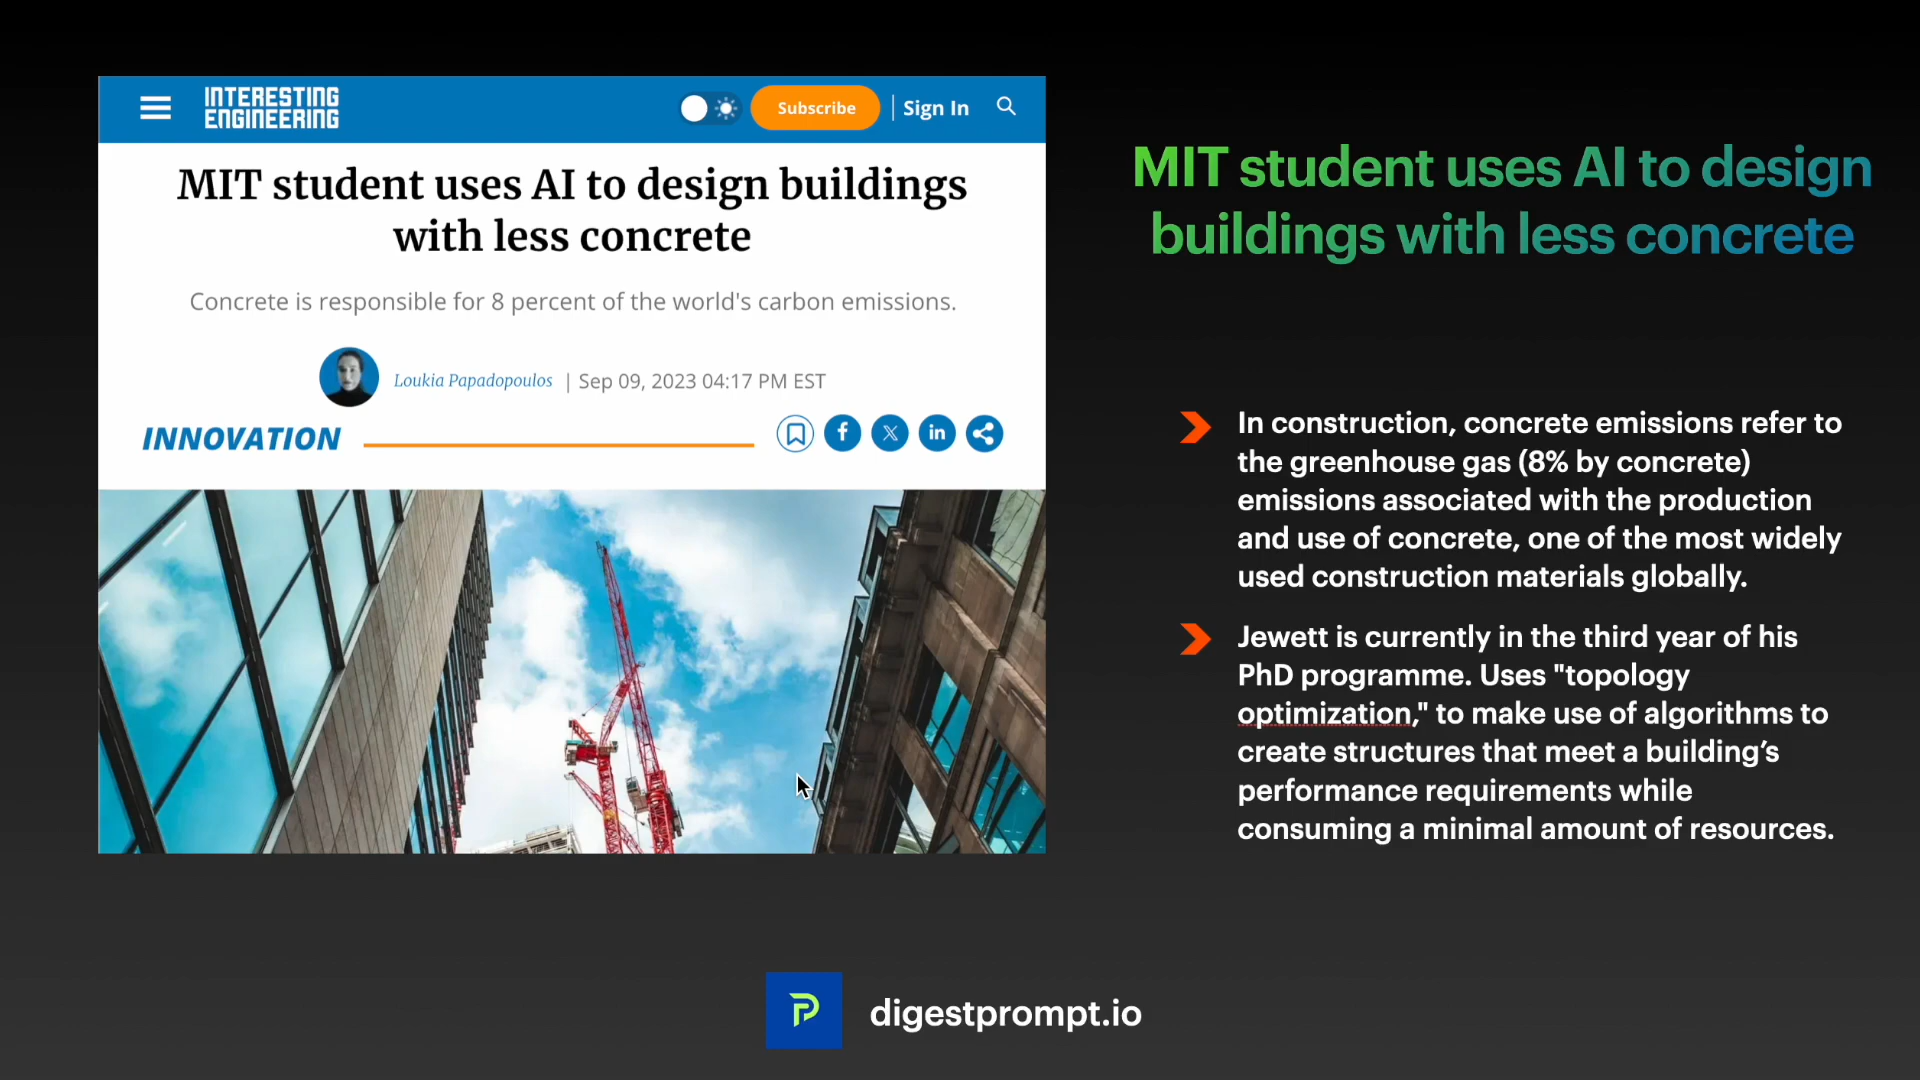 INTERESTING
ENGINEERING
Subscribe
Sign In
MIT student uses AI to design buildings
with less concrete
Concrete is responsible for 8 percent of the world's carbon emissions.
Loukia Papadopoulos | Sep 09, 2023 04:17 PM EST
INNOVATION
MIT student uses AI to design
buildings with less concrete
In construction, concrete emissions refer to
the greenhouse gas (8% by concrete)
emissions associated with the production
and use of concrete, one of the most widely
used construction materials globally.
Jewett is currently in the third year of his
PhD programme. Uses "topology
optimization," to make use of algorithms to
create structures that meet a building’s
performance requirements while
consuming a minimal amount of resources.
digestprompt.io